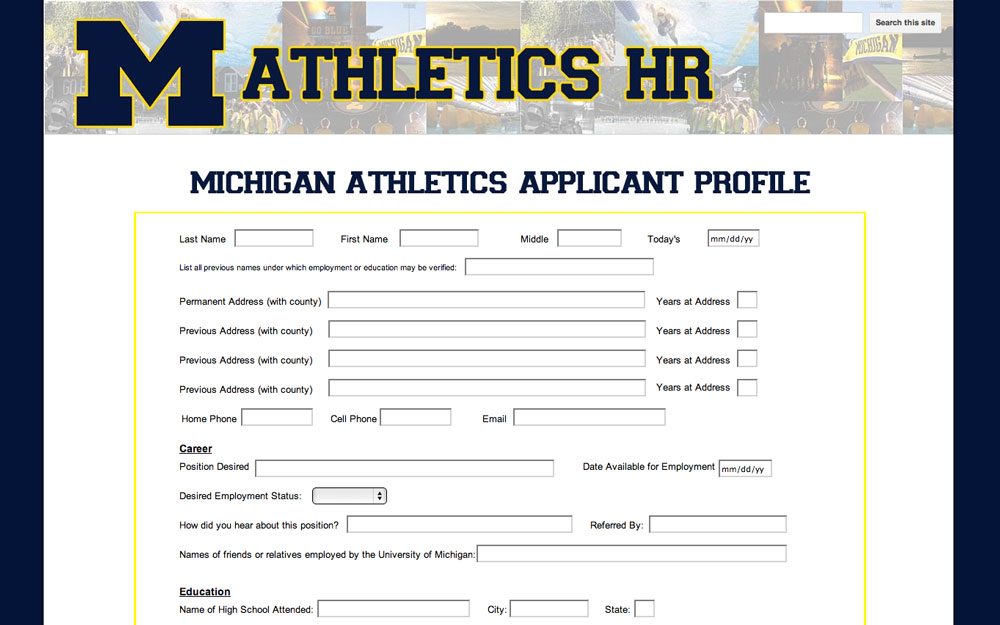 Search this site
M ATHLETICS HR
MICHIGAN ATHLETICS APPLICANT PROFILE
Last Name First Name Middle Today's mm/dd/yy
List all previous names under which employment or education may be verified:
Permanent Address (with county) Years at Address
Previous Address (with county) Years at Address
Previous Address (with county) Years at Address
Previous Address (with county) Years at Address
Home Phone Cell Phone Email
Career
Position Desired Date Available for Employment mm/dd/yy
Desired Employment Status:
How did you hear about this position? Referred By:
Names of friends or relatives employed by the University of Michigan:
Education
Name of High School Attended: City: State: